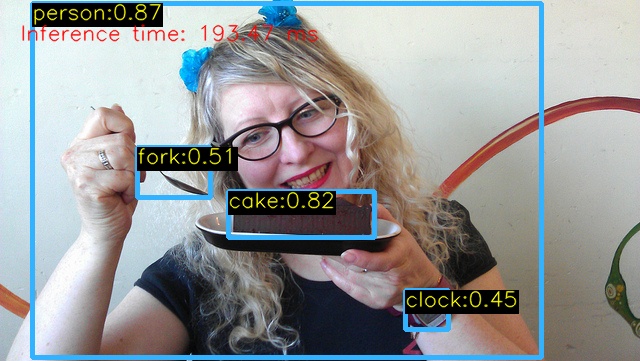 person:0.87
Inference time: 193.47 ms
fork:0.51
cake:0.82
clock:0.45